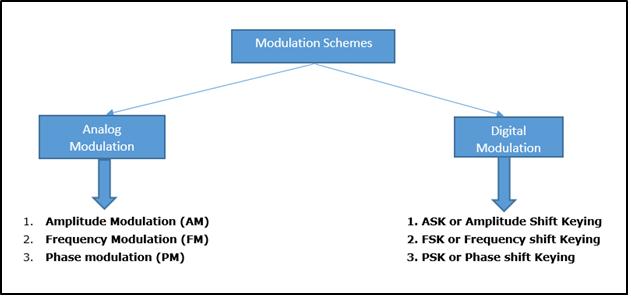 Modulation Schemes
Analog
Modulation
Digital
Modulation
1. Amplitude Modulation (AM)
2. Frequency Modulation (FM)
3. Phase modulation (PM)
1. ASK or Amplitude Shift Keying
2. FSK or Frequency shift Keying
3. PSK or Phase shift Keying